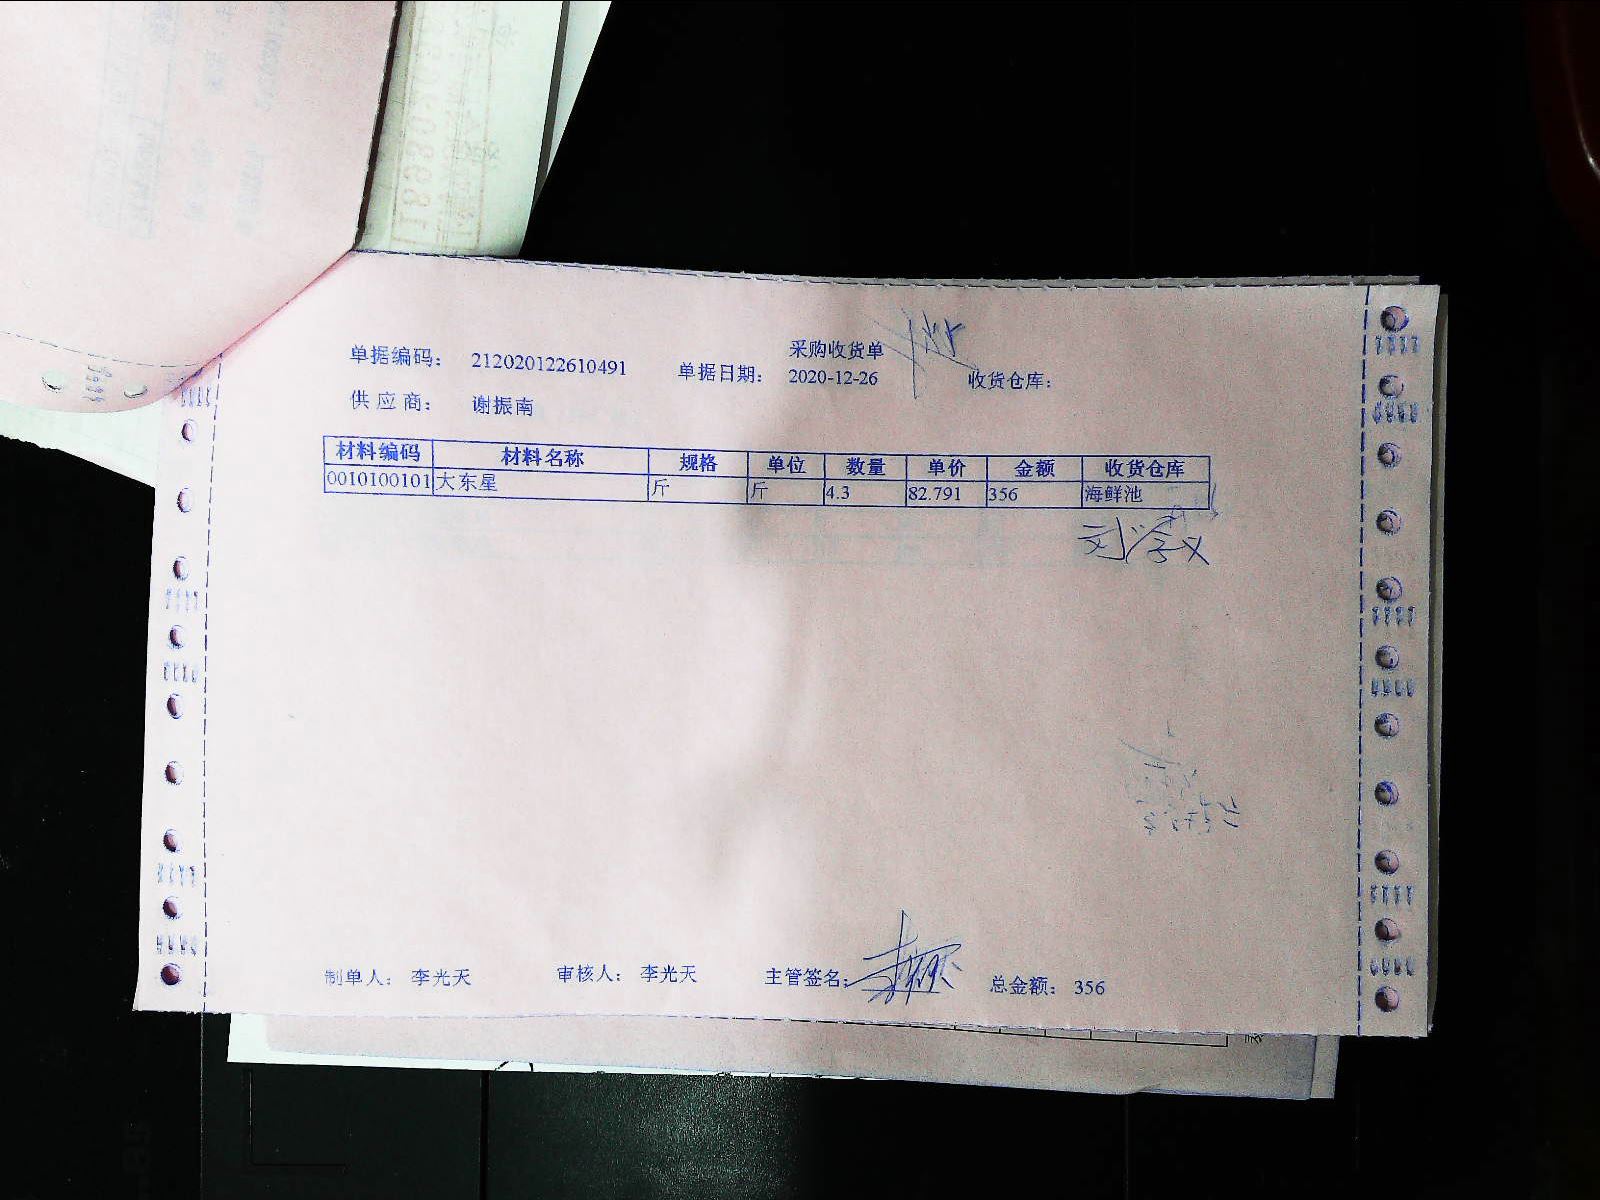 采购收货单
单据编码: 212020122610491 单据日期: 2020-12-26 收货仓库:
供应商: 谢振南
材料编码 材料名称 规格 单位 数量 单价 金额 收货仓库
0010100101 大东星 斤 斤 4.3 82.791 356 海鲜池
制单人: 李光天 审核人: 李光天 主管签名: 总金额: 356